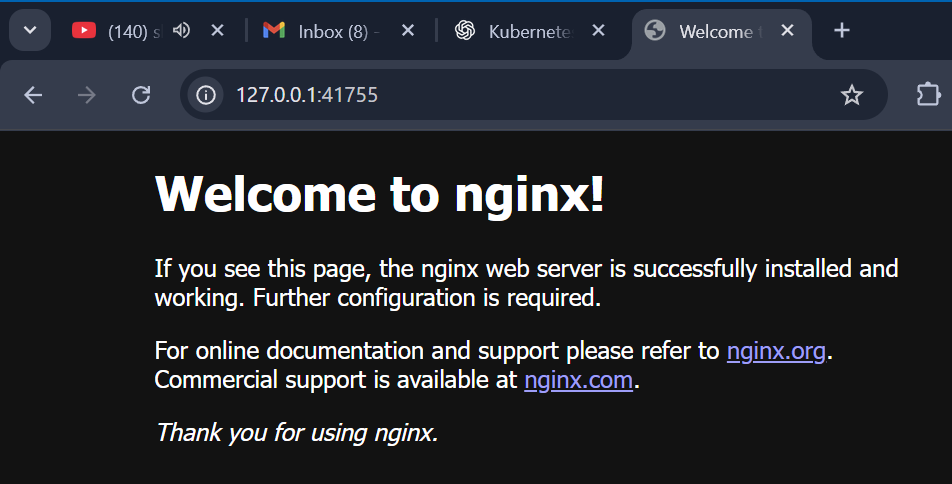 (140) s
Inbox (8) -
Kubernete
Welcome t
127.0.0.1:41755
Welcome to nginx!
If you see this page, the nginx web server is successfully installed and
working. Further configuration is required.
For online documentation and support please refer to nginx.org.
Commercial support is available at nginx.com.
Thank you for using nginx.